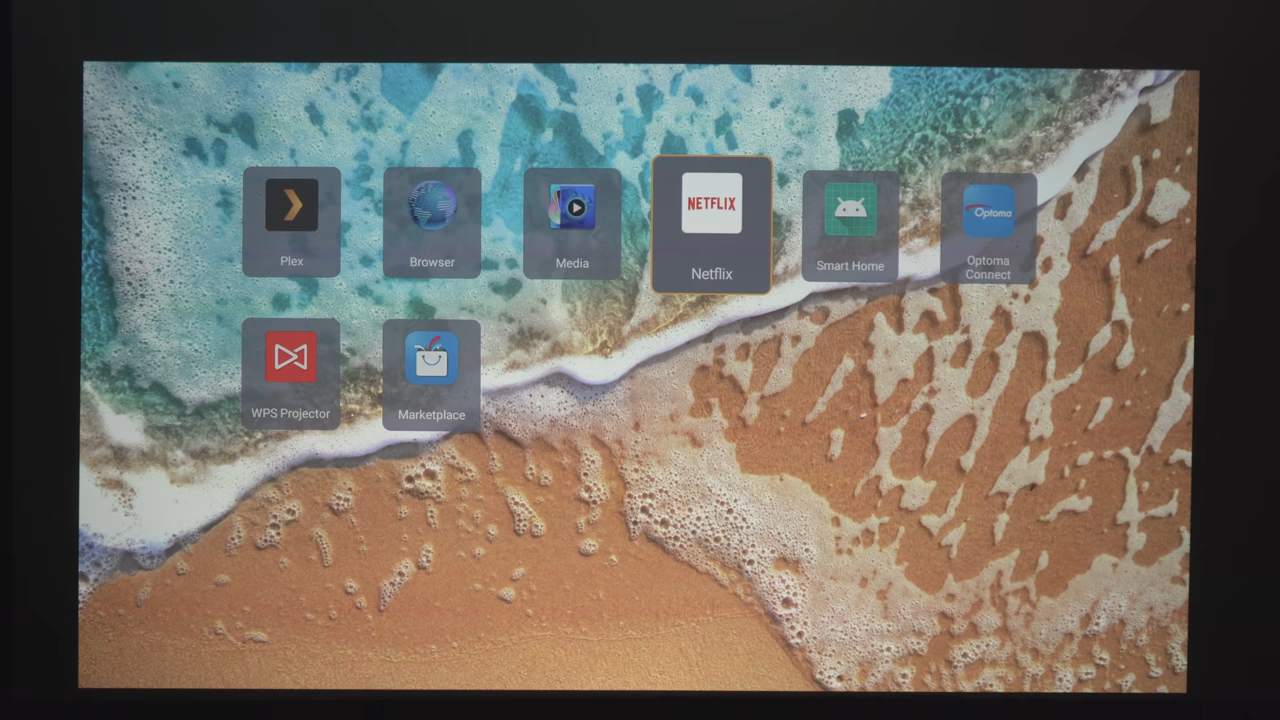 Plex
Browser
Media
NETFLIX
Netflix
Smart Home
Optoma
Optoma
Connect
WPS Projector
Marketplace